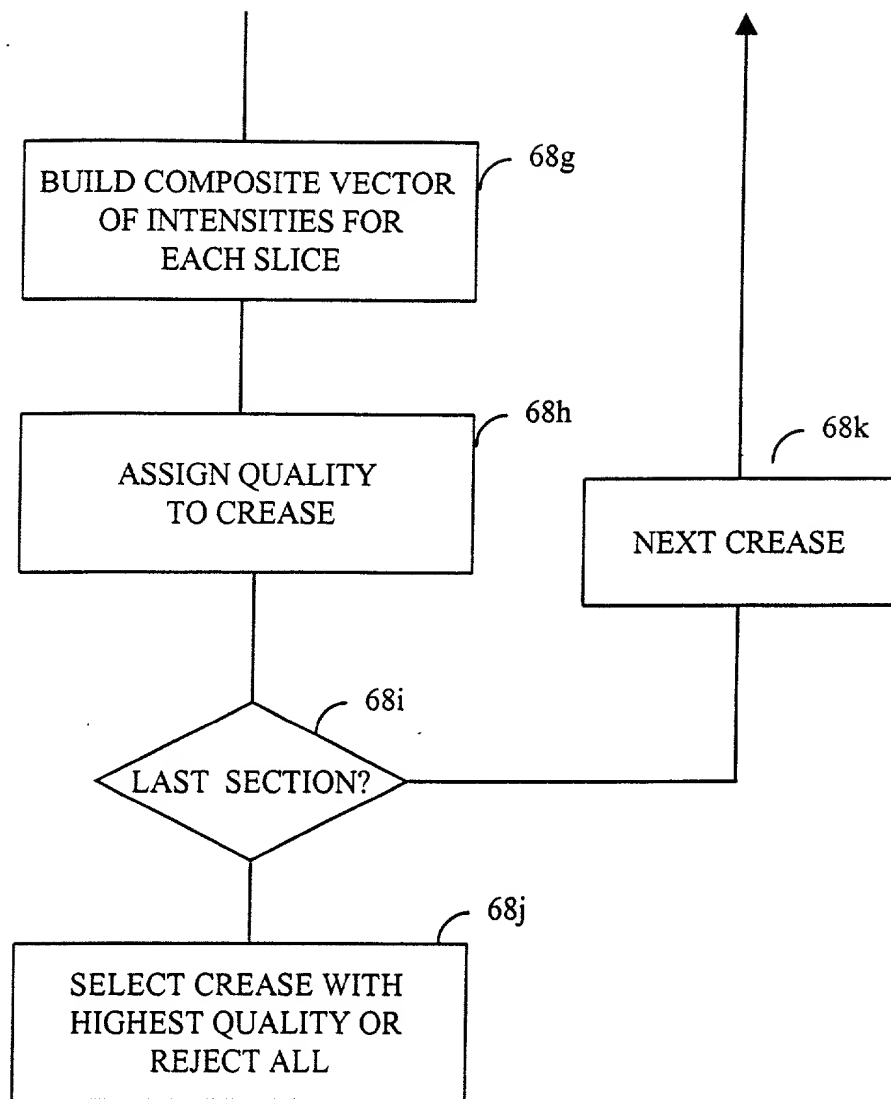 BUILD COMPOSITE VECTOR
OF INTENSITIES FOR
EACH SLICE
68g
ASSIGN QUALITY
TO CREASE
68h
NEXT CREASE
68k
LAST SECTION?
68i
SELECT CREASE WITH
HIGHEST QUALITY OR
REJECT ALL
68j